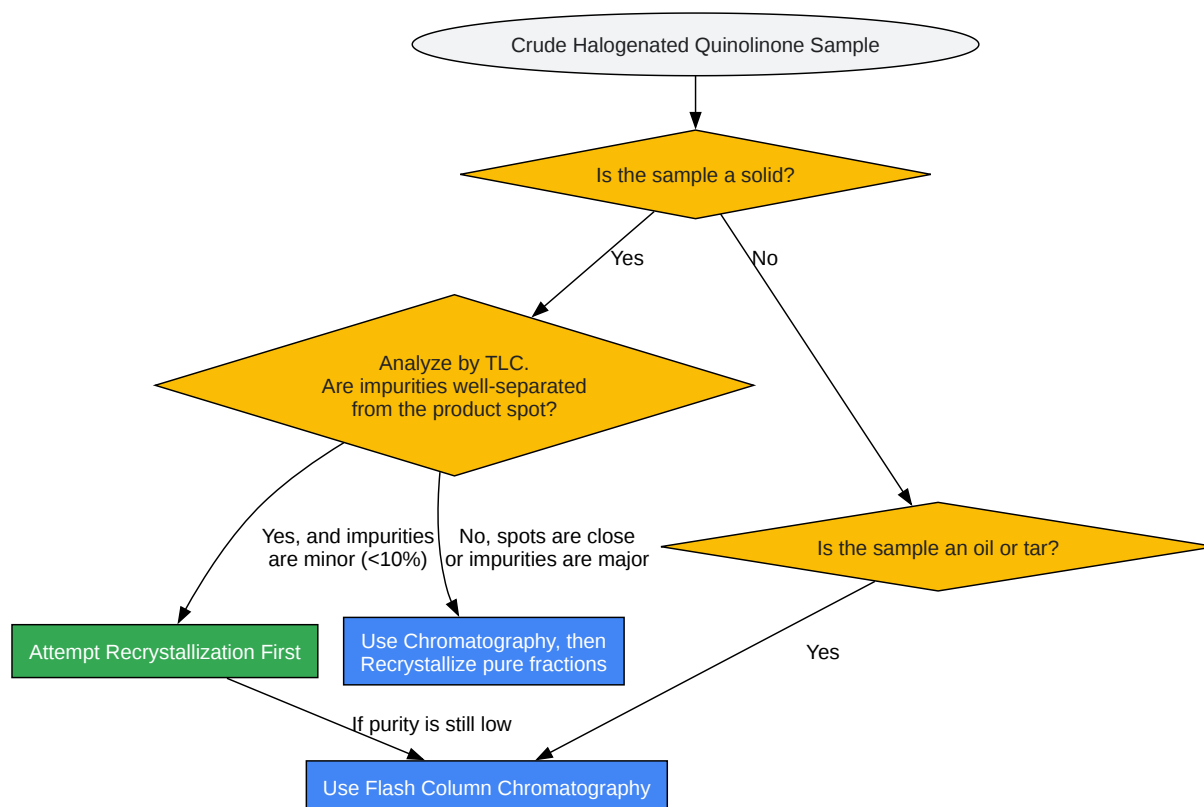 Crude Halogenated Quinolinone Sample
Is the sample a solid?
Yes
No
Analyze by TLC.
Are impurities well-separated
from the product spot?
Yes, and impurities
are minor (<10%)
No, spots are close
or impurities are major
Is the sample an oil or tar?
Attempt Recrystallization First
Use Chromatography, then
Recrystallize pure fractions
Yes
If purity is still low
Use Flash Column Chromatography